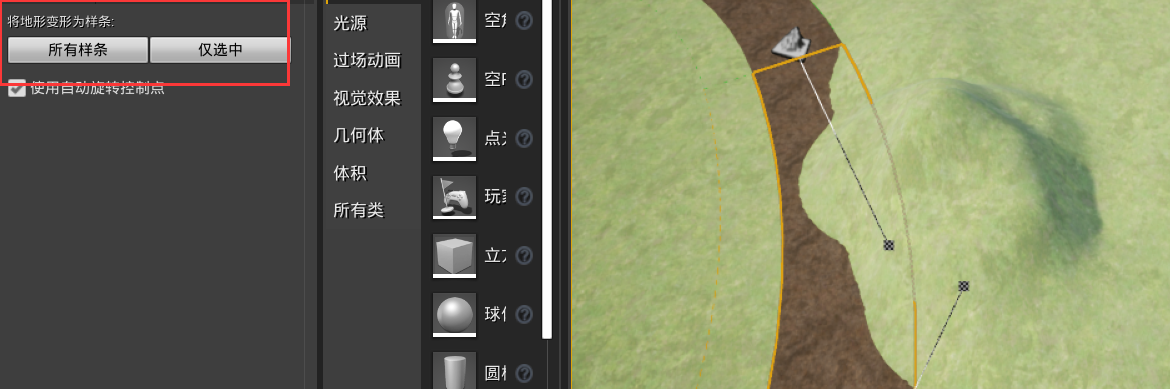 将地形变形为样条:
所有样条
仅选中
使用自动旋转控制点
光源
过场动画
视觉效果
几何体
体积
所有类
空
空
点
玩
立
球
圆